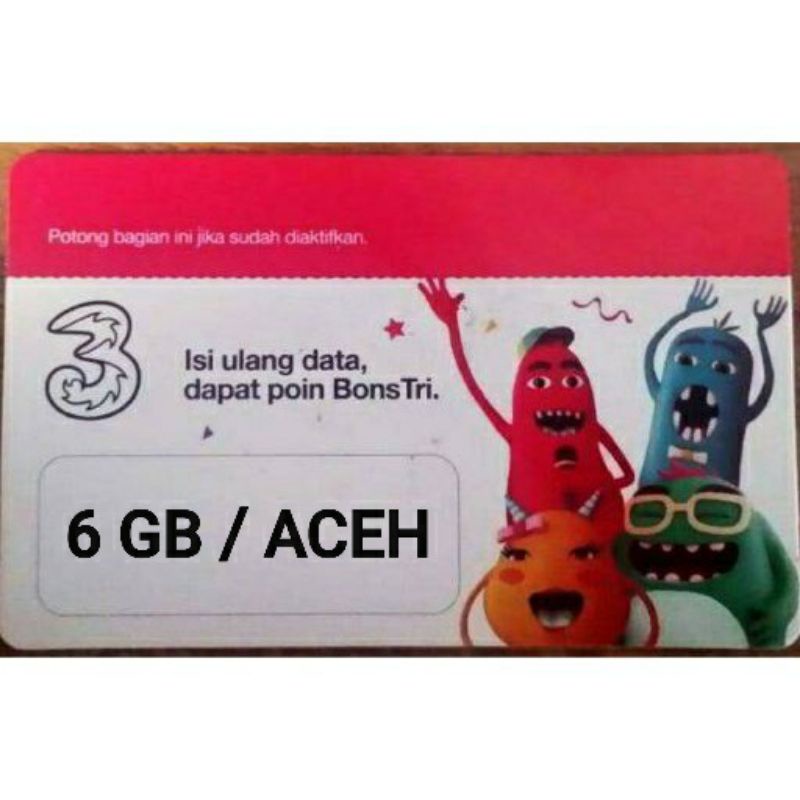 Potong bagian ini jika sudah diaktifkan.
3
Isi ulang data,
dapat poin BonsTri.
6 GB / ACEH